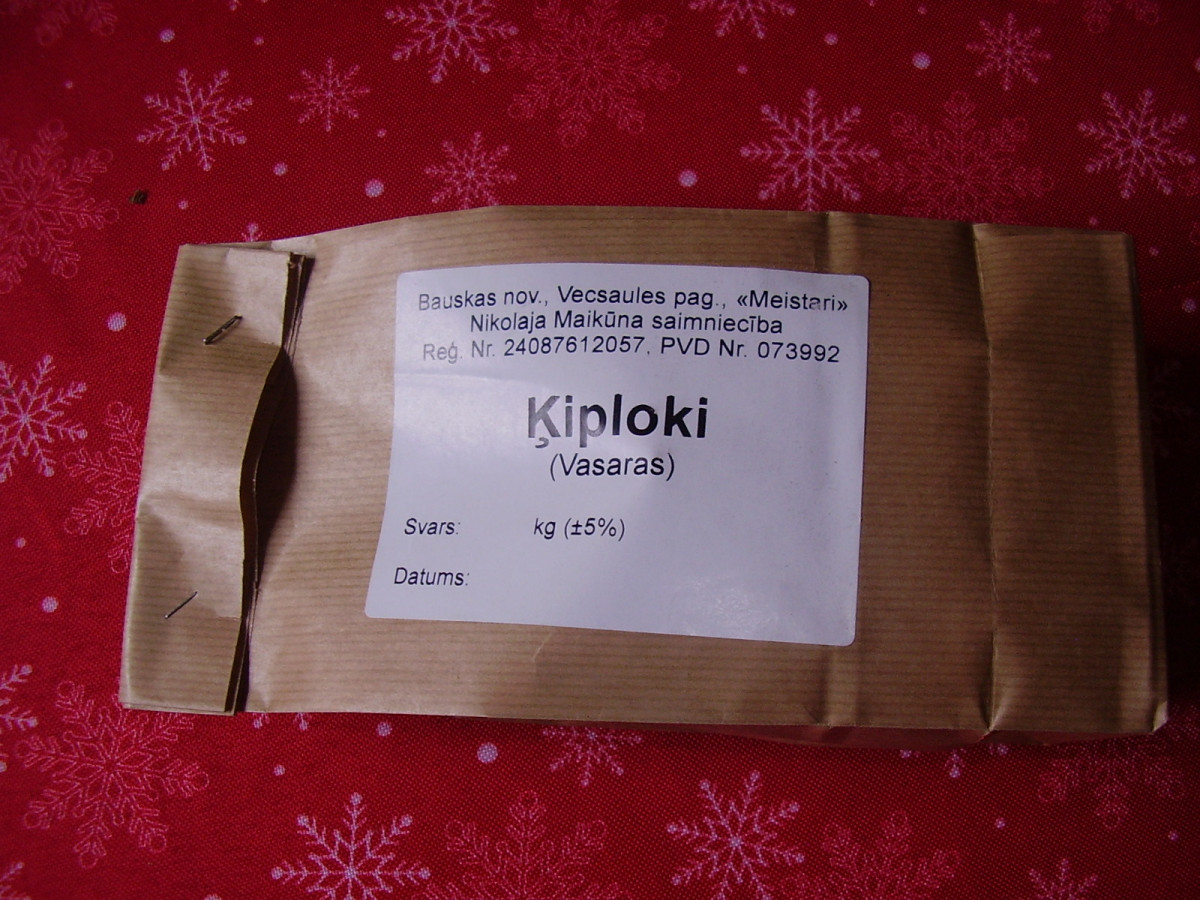 Bauskas nov., Vecsaules pag., «Meistari»
Nikolaja Maikūna saimniecība
Reģ. Nr. 24087612057, PVD Nr. 073992
Ķiploki
(Vasaras)
Svars: kg (±5%)
Datums: